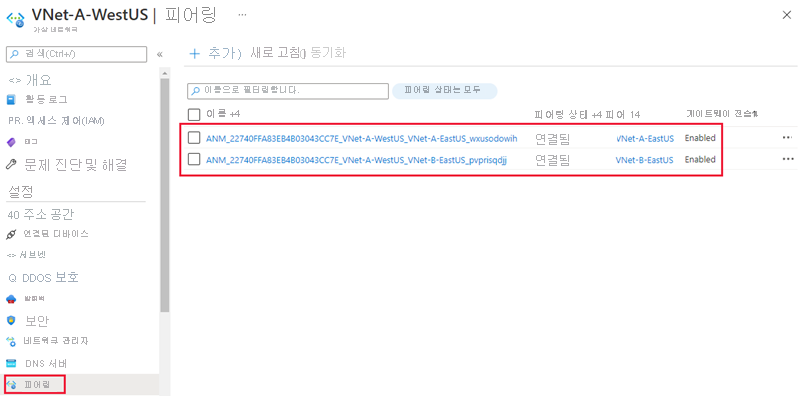 VNet-A-WestUS | 피어링 ...
가상 네트워크
검색(Ctrl+/)
«
+ 추가 ) 새로 고침() 동기화
<> 개요
활동 로그
PR. 액세스 제어(IAM)
태그
문제 진단 및 해결
설정
40 주소 공간
연결된 디바이스
<> 서브넷
Q DDOS 보호
방화벽
보안
네트워크 관리자
DNS 서버
피어링
이름으로 필터링합니다.
피어링 상태는 모두
이름 +4 피어링 상태 +4 피어 14 게이트웨이 전송
ANM_22740FFA83EB4B03043CC7E_VNet-A-WestUS_VNet-A-EastUS_wxusodowih 연결됨 VNet-A-EastUS Enabled ...
ANM_22740FFA83EB4B03043CC7E_VNet-A-WestUS_VNet-B-EastUS_pvprisqdjj 연결됨 VNet-B-EastUS Enabled ...